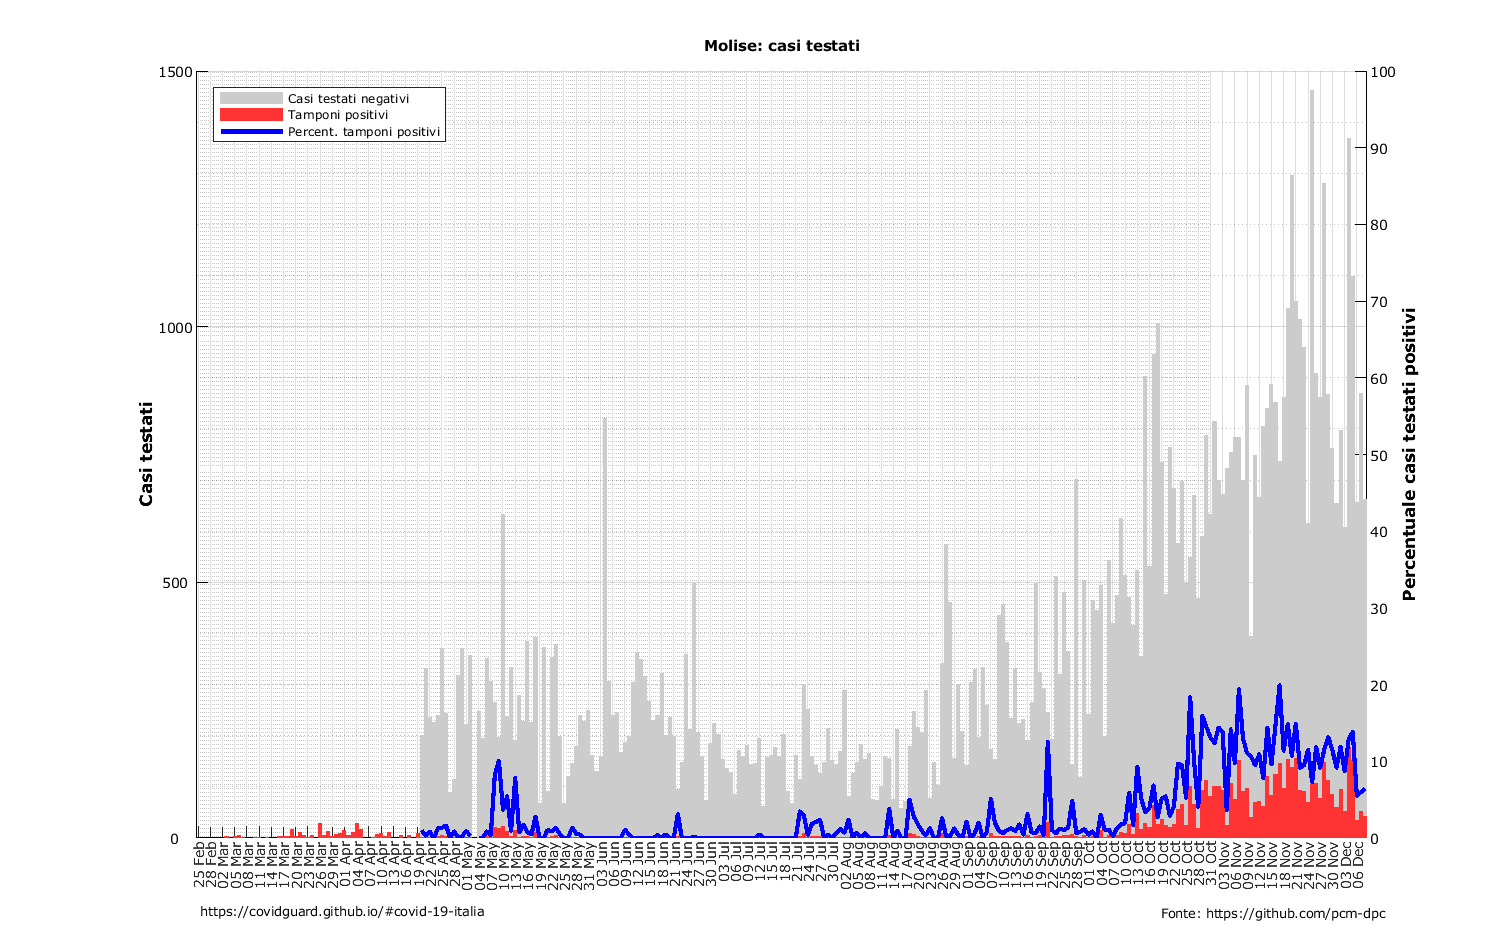 Molise: casi testati
1500
1000
500
0
100
90
80
70
60
50
40
30
20
10
0
Casi testati negativi
Tamponi positivi
Percent. tamponi positivi
Casi testati
Percentuale casi testati positivi
25 Feb
28 Feb
02 Mar
05 Mar
08 Mar
11 Mar
14 Mar
17 Mar
20 Mar
23 Mar
26 Mar
29 Mar
01 Apr
04 Apr
07 Apr
10 Apr
13 Apr
16 Apr
19 Apr
22 Apr
25 Apr
28 Apr
01 May
04 May
07 May
10 May
13 May
16 May
19 May
22 May
25 May
28 May
31 May
03 Jun
06 Jun
09 Jun
12 Jun
15 Jun
18 Jun
21 Jun
24 Jun
27 Jun
30 Jun
03 Jul
06 Jul
09 Jul
12 Jul
15 Jul
18 Jul
21 Jul
24 Jul
27 Jul
30 Jul
02 Aug
05 Aug
08 Aug
11 Aug
14 Aug
17 Aug
20 Aug
23 Aug
26 Aug
29 Aug
01 Sep
04 Sep
07 Sep
10 Sep
13 Sep
16 Sep
19 Sep
22 Sep
25 Sep
28 Sep
01 Oct
04 Oct
07 Oct
10 Oct
13 Oct
16 Oct
19 Oct
22 Oct
25 Oct
28 Oct
31 Oct
03 Nov
06 Nov
09 Nov
12 Nov
15 Nov
18 Nov
21 Nov
24 Nov
27 Nov
30 Nov
03 Dec
06 Dec
https://covidguard.github.io/#covid-19-italia
Fonte: https://github.com/pcm-dpc